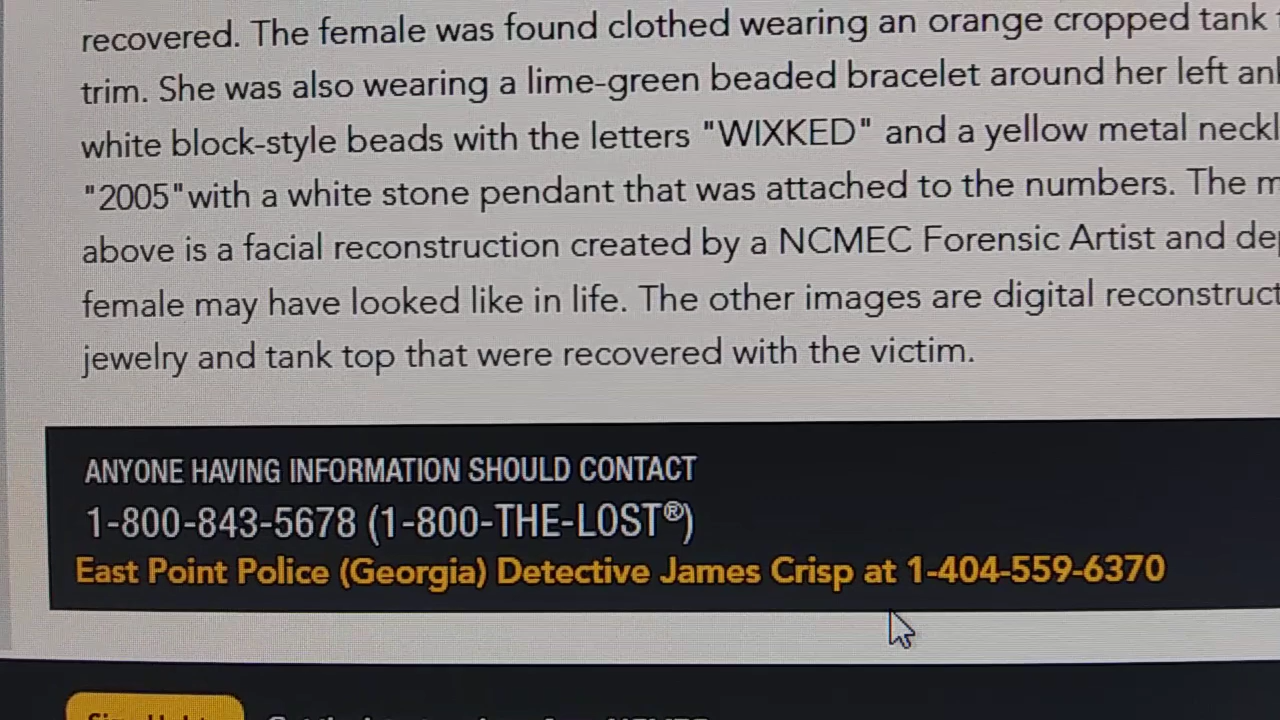 recovered. The female was found clothed wearing an orange cropped tank
trim. She was also wearing a lime-green beaded bracelet around her left
white block-style beads with the letters "WIXKED" and a yellow metal
"2005"with a white stone pendant that was attached to the numbers. The
above is a facial reconstruction created by a NCMEC Forensic Artist and
female may have looked like in life. The other images are digital
jewelry and tank top that were recovered with the victim.
ANYONE HAVING INFORMATION SHOULD CONTACT
1-800-843-5678 (1-800-THE-LOST®)
East Point Police (Georgia) Detective James Crisp at 1-404-559-6370